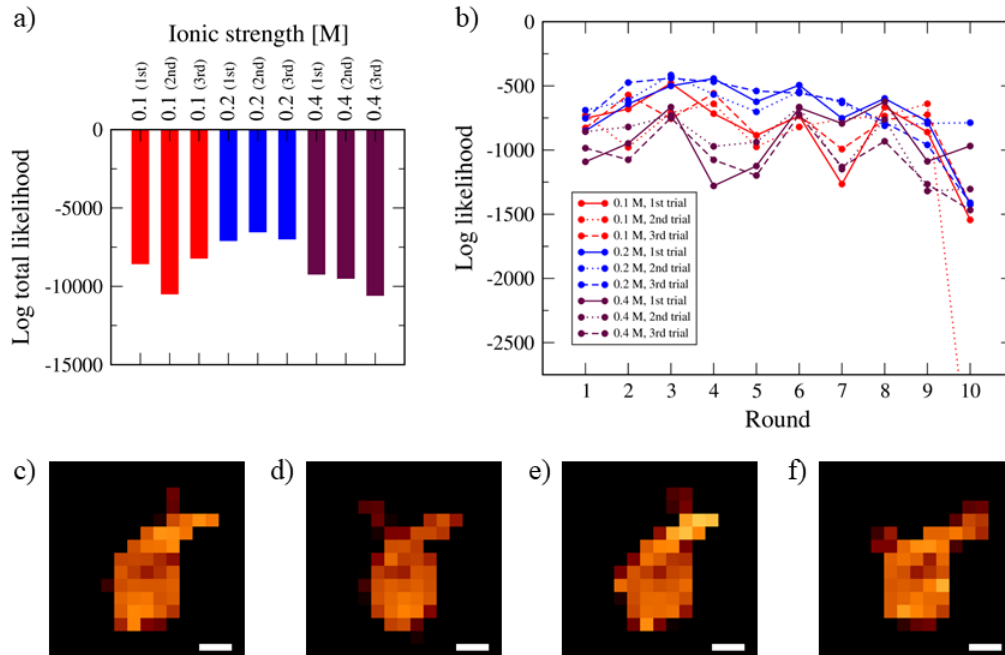 a)
Ionic strength [M]
0.1 (1st)
0.1 (2nd)
0.1 (3rd)
0.2 (1st)
0.2 (2nd)
0.2 (3rd)
0.4 (1st)
0.4 (2nd)
0.4 (3rd)
0
-5000
-10000
-15000
Log total likelihood
b)
-0
-500
-1000
-1500
-2000
-2500
Log likelihood
0.1 M, 1st trial
0.1 M, 2nd trial
0.1 M, 3rd trial
0.2 M, 1st trial
0.2 M, 2nd trial
0.2 M, 3rd trial
0.4 M, 1st trial
0.4 M, 2nd trial
0.4 M, 3rd trial
1 2 3 4 5 6 7 8 9 10
Round
c)
d)
e)
f)